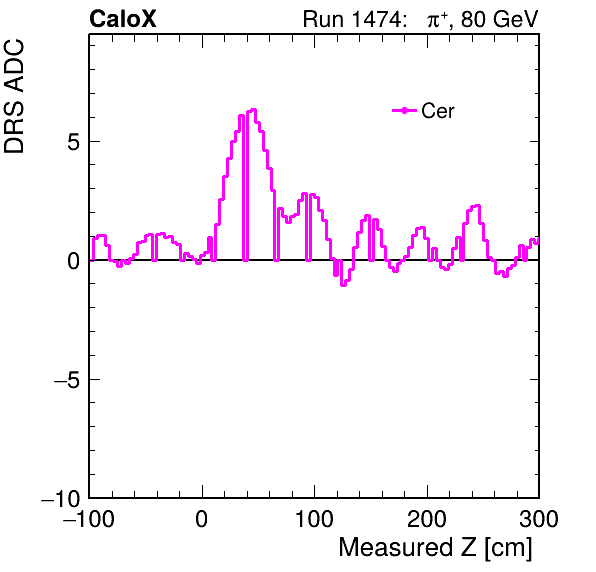 CaloX Run 1474: π⁺, 80 GeV
DRS ADC
Cer
5
0
−5
−10
−100 0 100 200 300
Measured Z [cm]